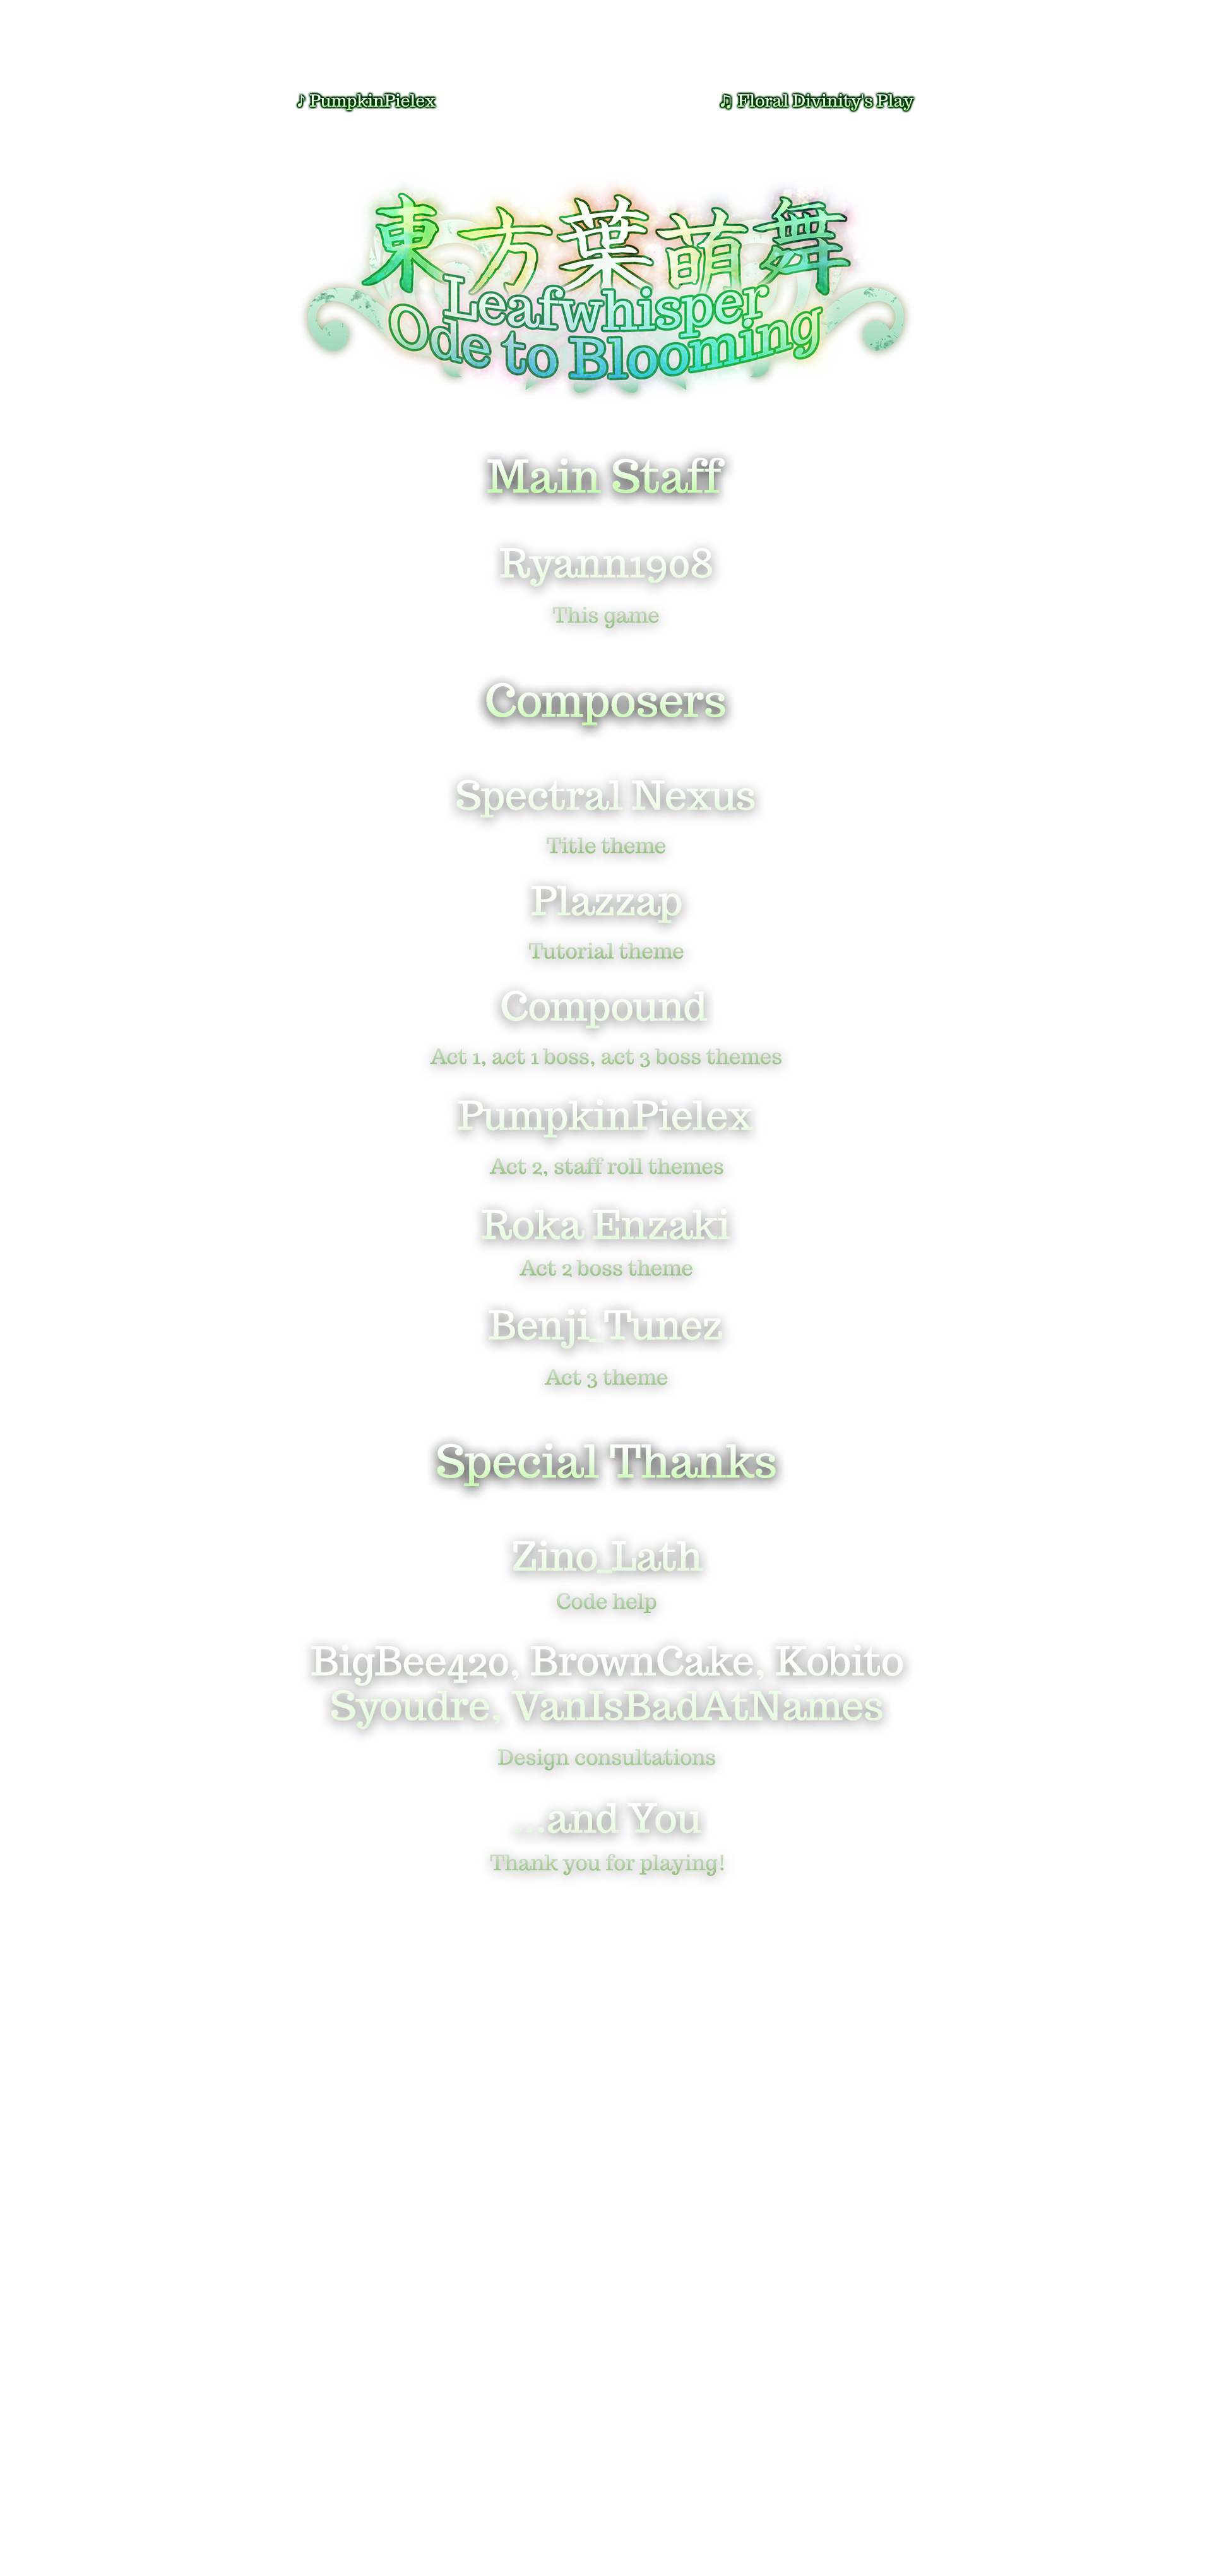 ♪ PumpkinPielex
♫ Floral Divinity's Play
東方葉萌舞
Leafwhisper
Ode to Blooming
Main Staff
Ryann1908
This game
Composers
Spectral Nexus
Title theme
Plazzap
Tutorial theme
Compound
Act 1, act 1 boss, act 3 boss themes
PumpkinPielex
Act 2, staff roll themes
Roka Enzaki
Act 2 boss theme
Benji_Tunez
Act 3 theme
Special Thanks
Zino_Lath
Code help
BigBee420, BrownCake, Kobito
Syoudre, VanIsBadAtNames
Design consultations
...and You
Thank you for playing!